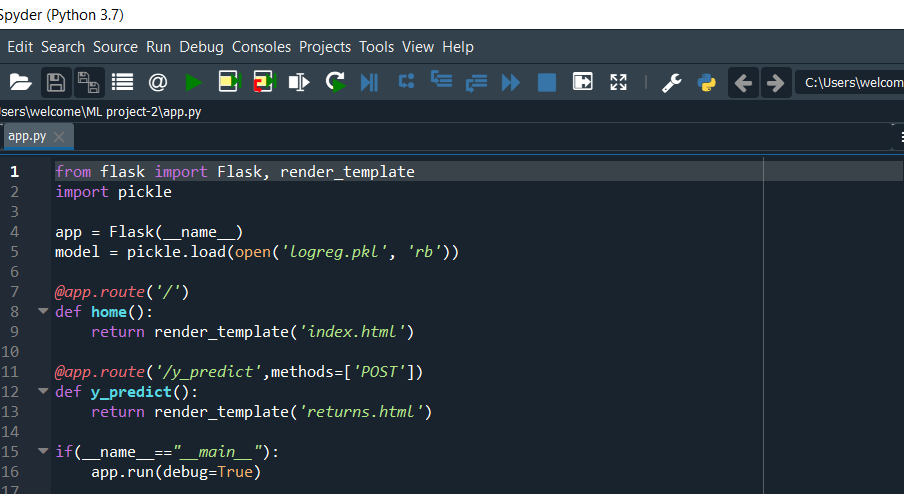 Spyder (Python 3.7)
Edit Search Source Run Debug Consoles Projects Tools View Help
C:\Users\welcom
sers\welcome\ML project-2\app.py
app.py
1 from flask import Flask, render_template
2 import pickle
3
4 app = Flask(__name__)
5 model = pickle.load(open('logreg.pkl', 'rb'))
6
7 @app.route('/')
8 def home():
9     return render_template('index.html')
10
11 @app.route('/y_predict',methods=['POST'])
12 def y_predict():
13     return render_template('returns.html')
14
15 if(__name__=="__main__"):
16     app.run(debug=True)
17